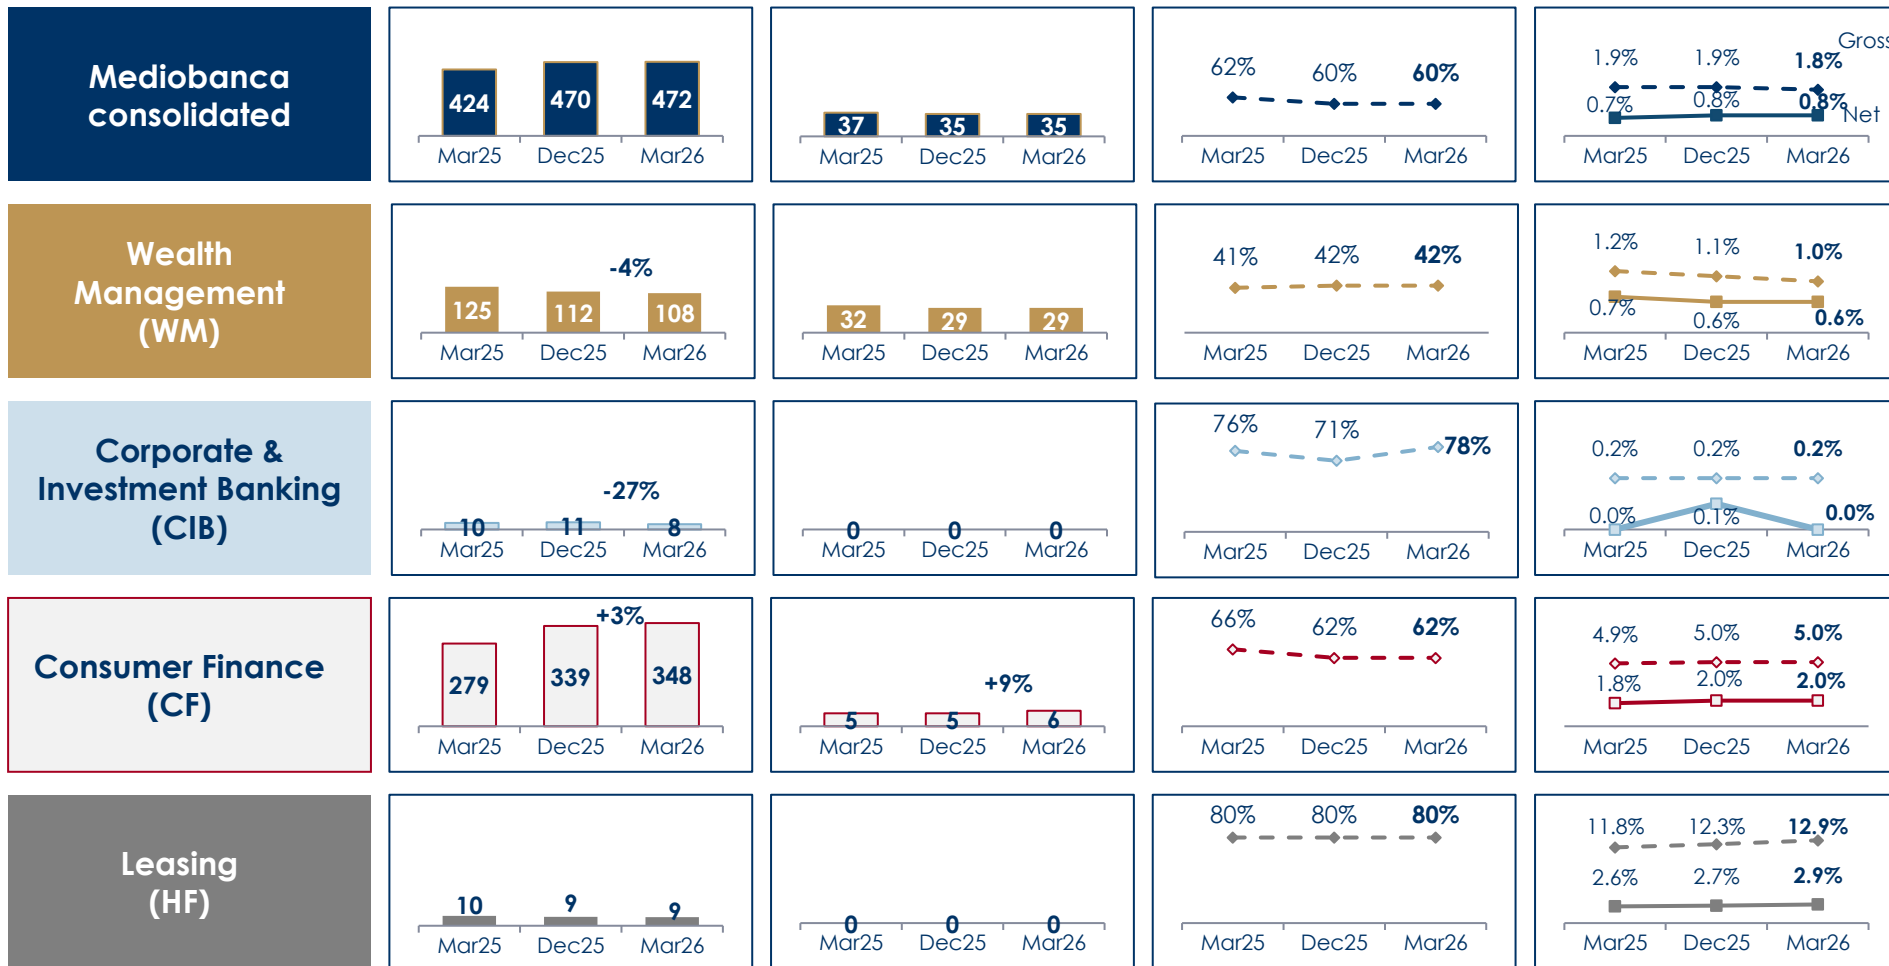 Mediobanca
consolidated
424 470 472
Mar25 Dec25 Mar26
37 35 35
Mar25 Dec25 Mar26
62% 60% 60%
Mar25 Dec25 Mar26
Gross
1.9% 1.9% 1.8%
0.7% 0.8% 0.8%
Net
Mar25 Dec25 Mar26
Wealth
Management
(WM)
-4%
125 112 108
Mar25 Dec25 Mar26
32 29 29
Mar25 Dec25 Mar26
41% 42% 42%
Mar25 Dec25 Mar26
1.2% 1.1% 1.0%
0.7% 0.6% 0.6%
Mar25 Dec25 Mar26
Corporate &
Investment Banking
(CIB)
-27%
10 11 8
Mar25 Dec25 Mar26
0 0 0
Mar25 Dec25 Mar26
76% 71% 78%
Mar25 Dec25 Mar26
0.2% 0.2% 0.2%
0.0% 0.1% 0.0%
Mar25 Dec25 Mar26
Consumer Finance
(CF)
+3%
279 339 348
Mar25 Dec25 Mar26
+9%
5 5 6
Mar25 Dec25 Mar26
66% 62% 62%
Mar25 Dec25 Mar26
4.9% 5.0% 5.0%
1.8% 2.0% 2.0%
Mar25 Dec25 Mar26
Leasing
(HF)
10 9 9
Mar25 Dec25 Mar26
0 0 0
Mar25 Dec25 Mar26
80% 80% 80%
Mar25 Dec25 Mar26
11.8% 12.3% 12.9%
2.6% 2.7% 2.9%
Mar25 Dec25 Mar26